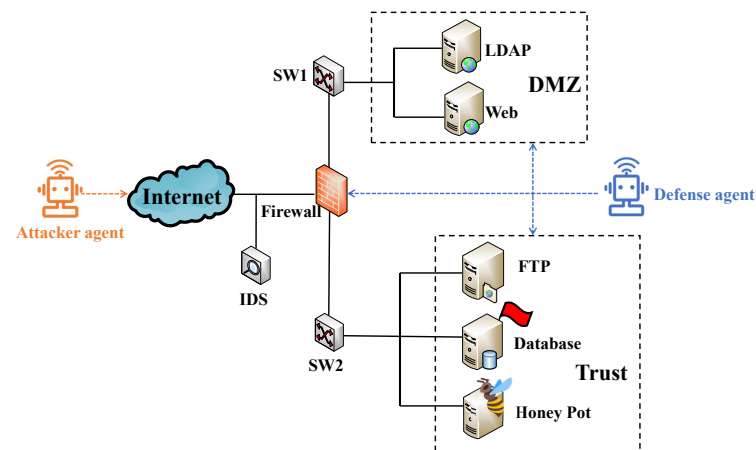 LDAP
SW1
DMZ
Web
Internet
Firewall
Defense agent
Attacker agent
FTP
IDS
Database
SW2
Trust
Honey Pot